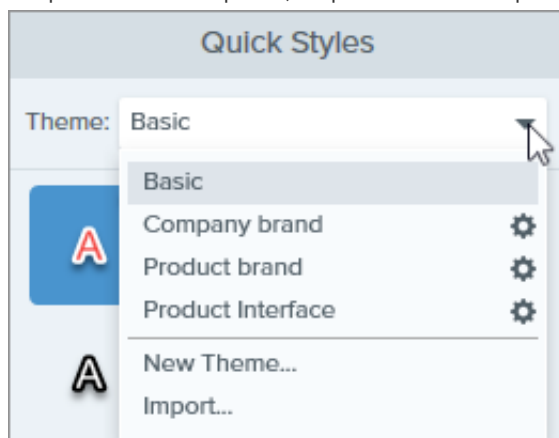 Quick Styles
Theme: Basic
Basic
Company brand
Product brand
Product Interface
New Theme...
Import...
A
A